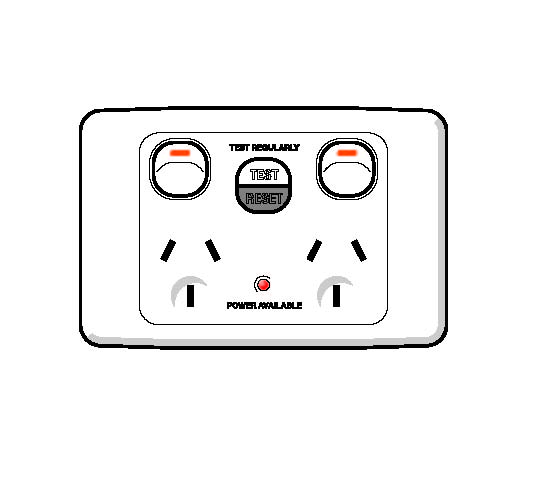 TEST REGULARLY
TEST
RESET
POWER AVAILABLE